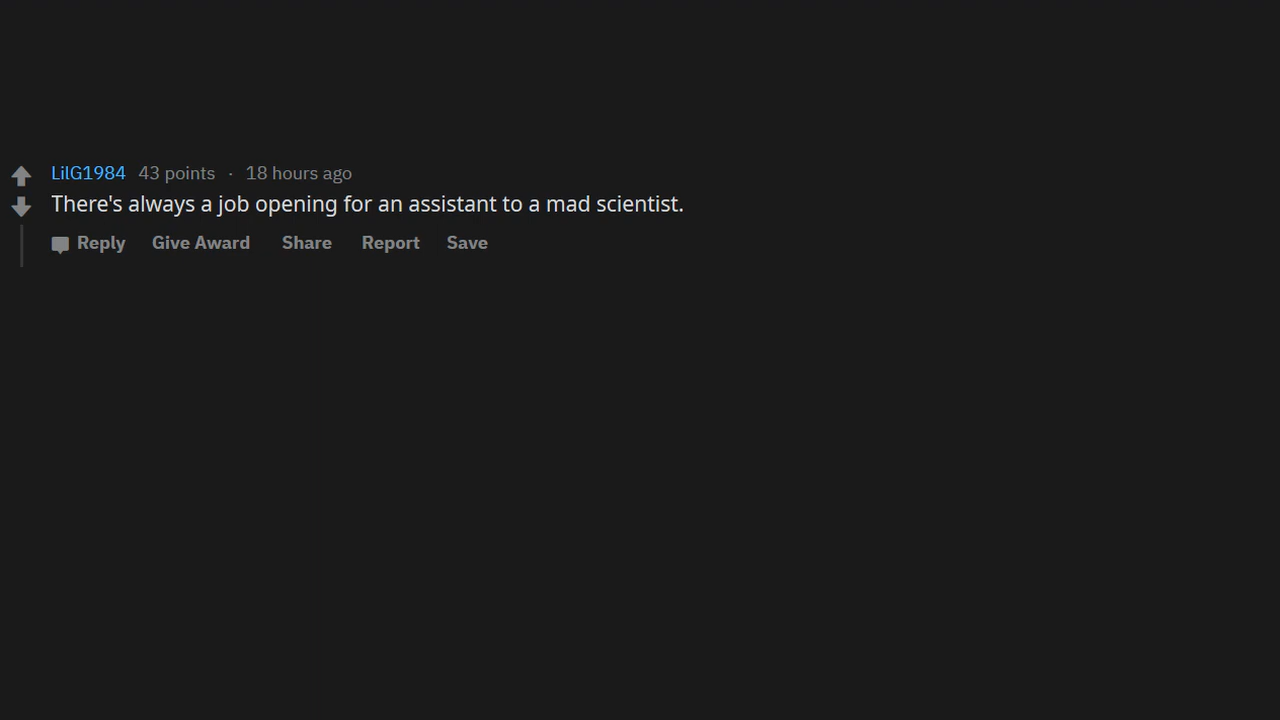 LilG1984 43 points · 18 hours ago
There's always a job opening for an assistant to a mad scientist.
Reply Give Award Share Report Save